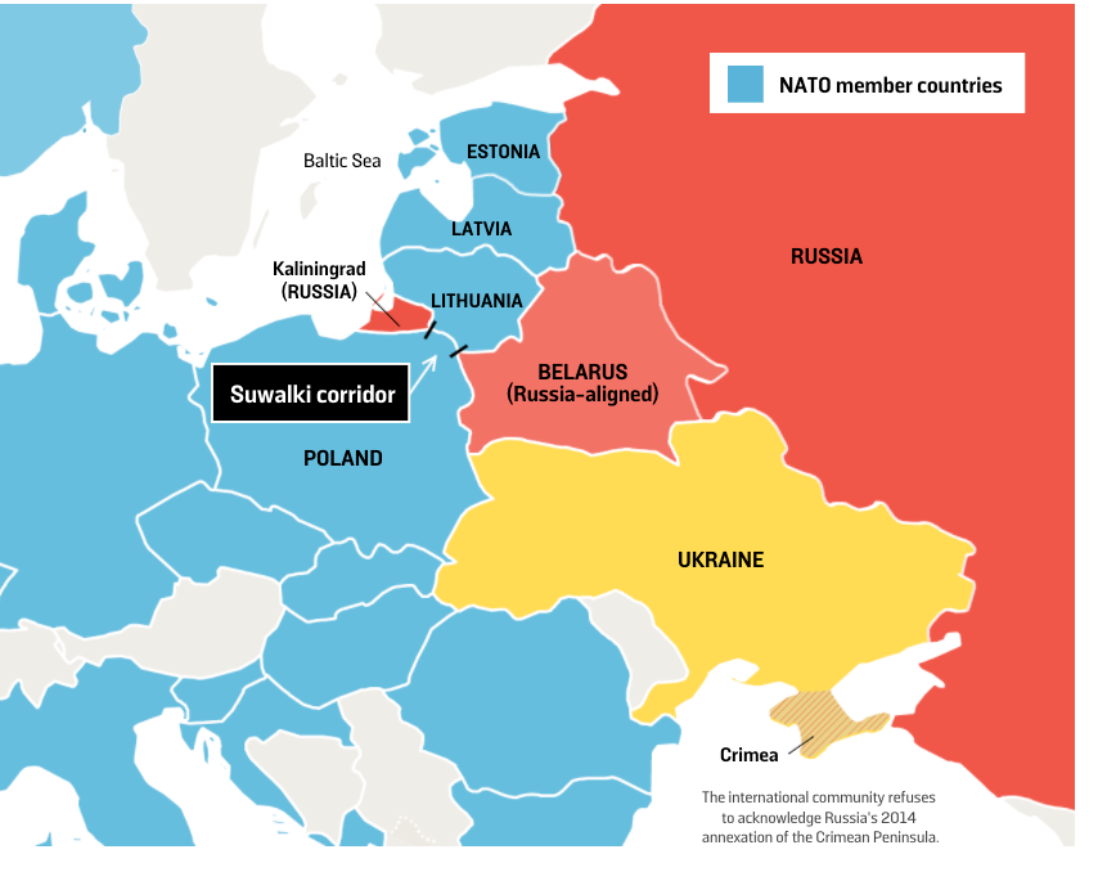 NATO member countries
ESTONIA
Baltic Sea
LATVIA
RUSSIA
Kaliningrad
(RUSSIA)
LITHUANIA
BELARUS
(Russia-aligned)
Suwalki corridor
POLAND
UKRAINE
Crimea
The international community refuses
to acknowledge Russia's 2014
annexation of the Crimean Peninsula.